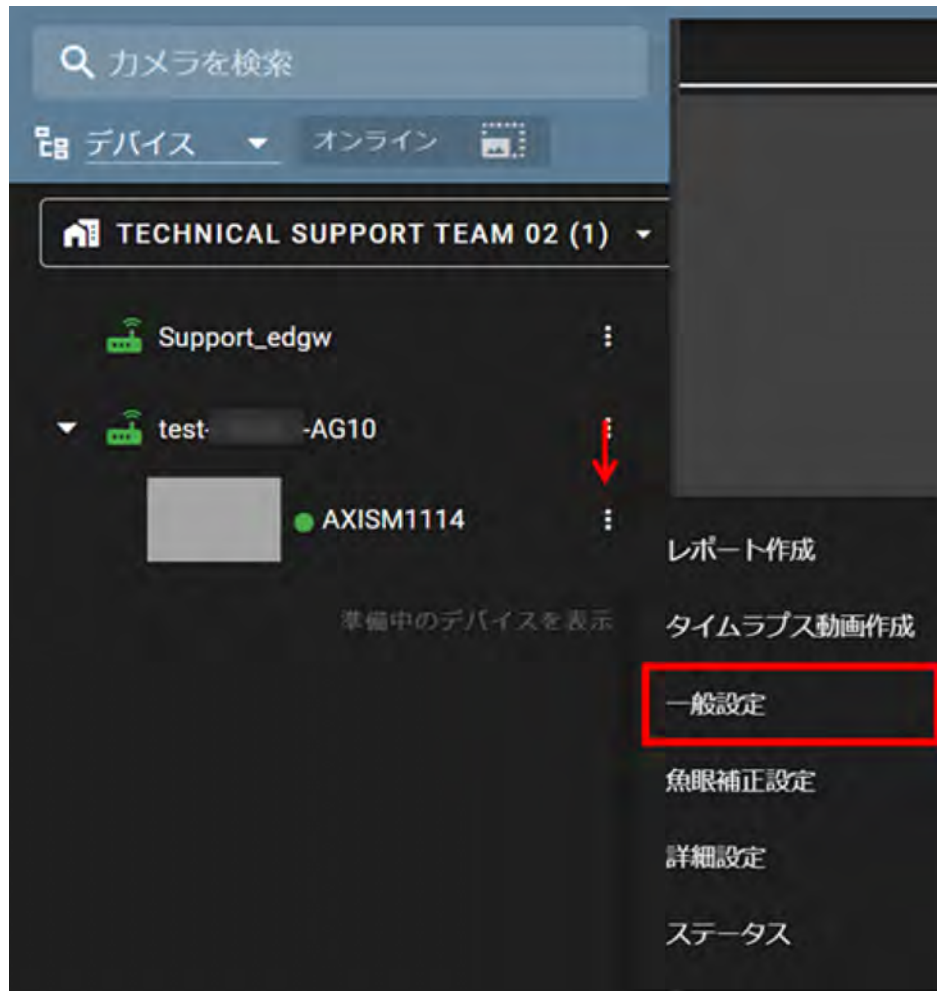 カメラを検索
デバイス
オンライン
TECHNICAL SUPPORT TEAM 02 (1)
Support_edgw
test- -AG10
AXISM1114
準備中のデバイスを表示
レポート作成
タイムラプス動画作成
一般設定
魚眼補正設定
詳細設定
ステータス